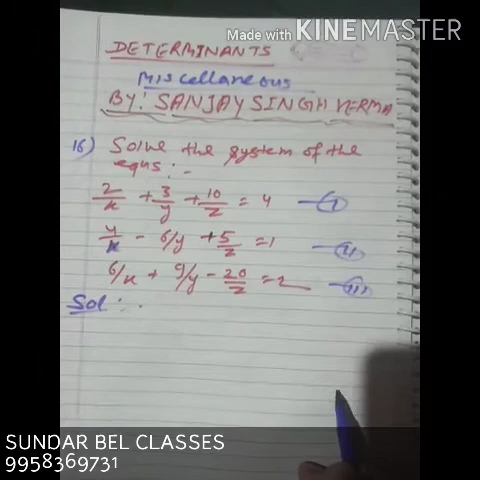 Made with KINEMASTER
DETERMINANTS
Miscellaneous
BY: SANJAY SINGH VERMA
16) Solve the system of the
equs :-
2/x + 3/y + 10/z = 4 —(I)
4/x - 6/y + 5/z = 1 —(II)
6/x + 9/y - 20/z = 2 —(III)
Sol :-
SUNDAR BEL CLASSES
9958369731